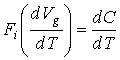 F_i (dV_g / dT) = dC / dT